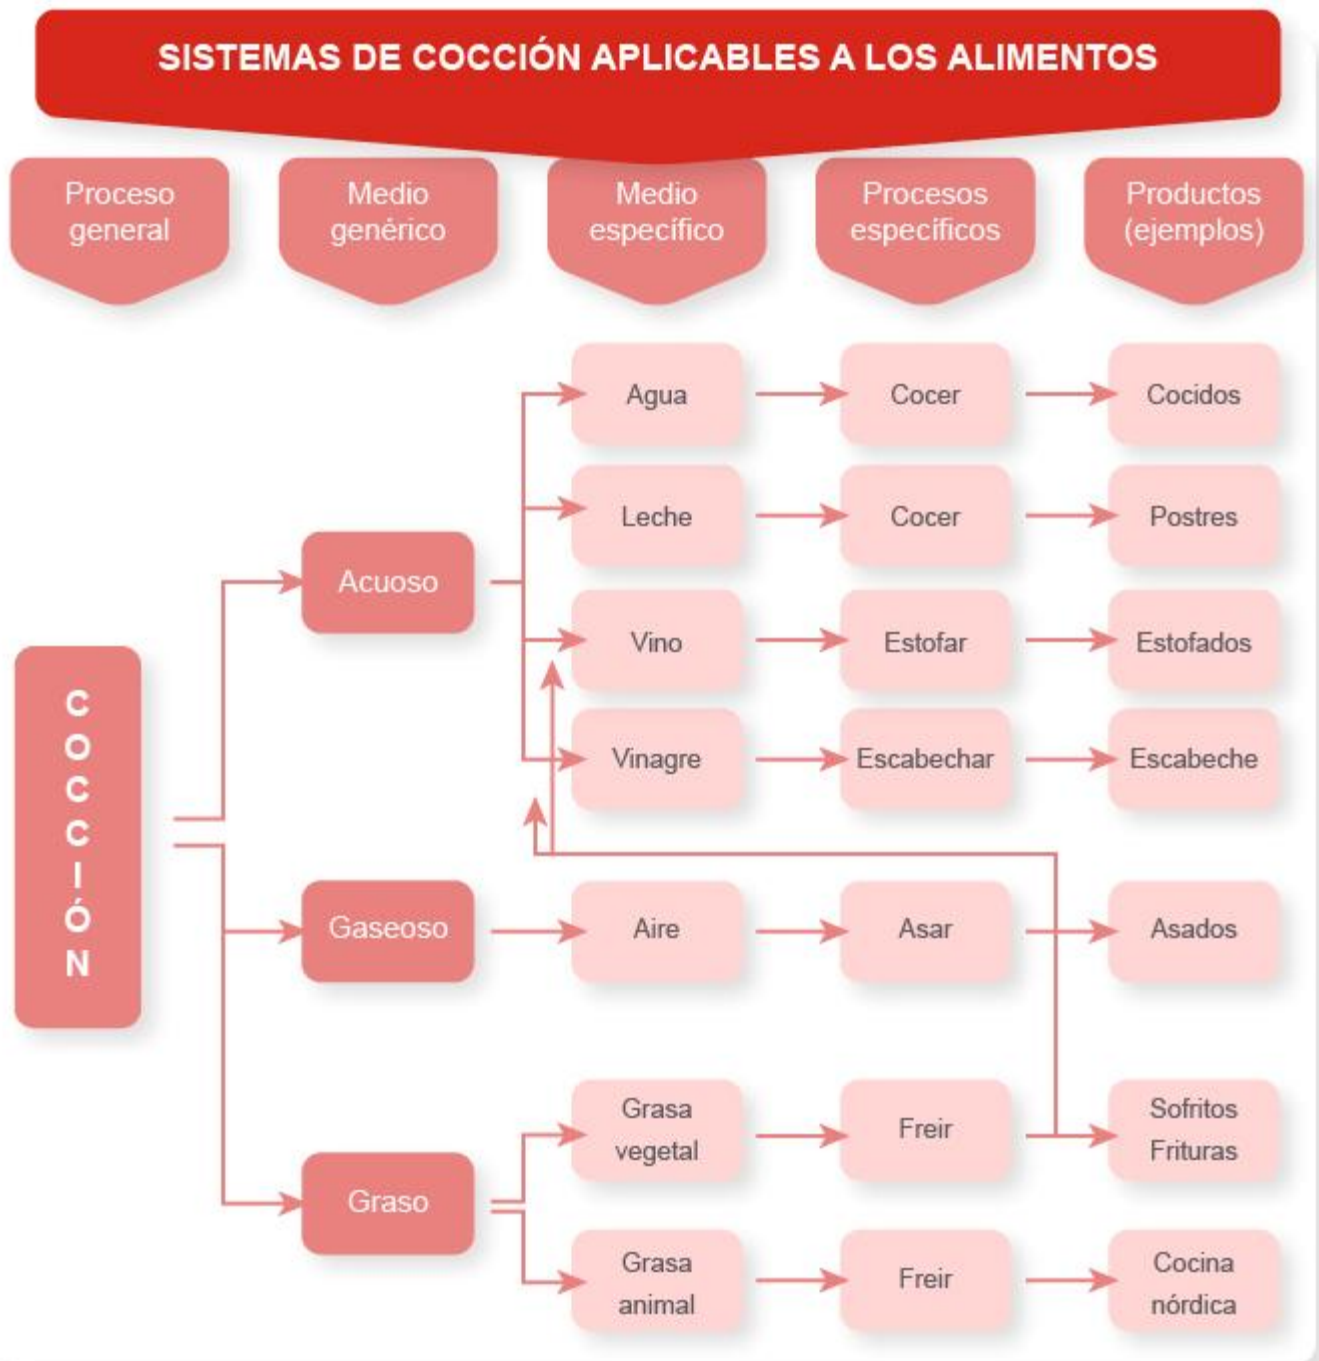 SISTEMAS DE COCCIÓN APLICABLES A LOS ALIMENTOS
Proceso
general
Medio
genérico
Medio
específico
Procesos
específicos
Productos
(ejemplos)
COCCIÓN
Acuoso
Agua
Cocer
Cocidos
Leche
Cocer
Postres
Vino
Estofar
Estofados
Vinagre
Escabechar
Escabeche
Gaseoso
Aire
Asar
Asados
Graso
Grasa
vegetal
Freir
Sofritos
Frituras
Grasa
animal
Freir
Cocina
nórdica